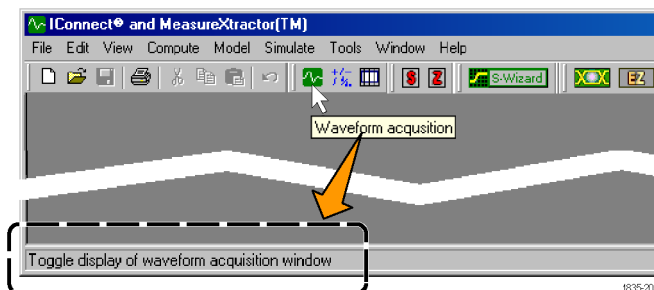 IConnect® and MeasureXtractor(TM)
File Edit View Compute Model Simulate Tools Window Help
+/- ÷/*. S Z S-Wizard XOX EZ
Waveform acqusition
Toggle display of waveform acquisition window
1835-20